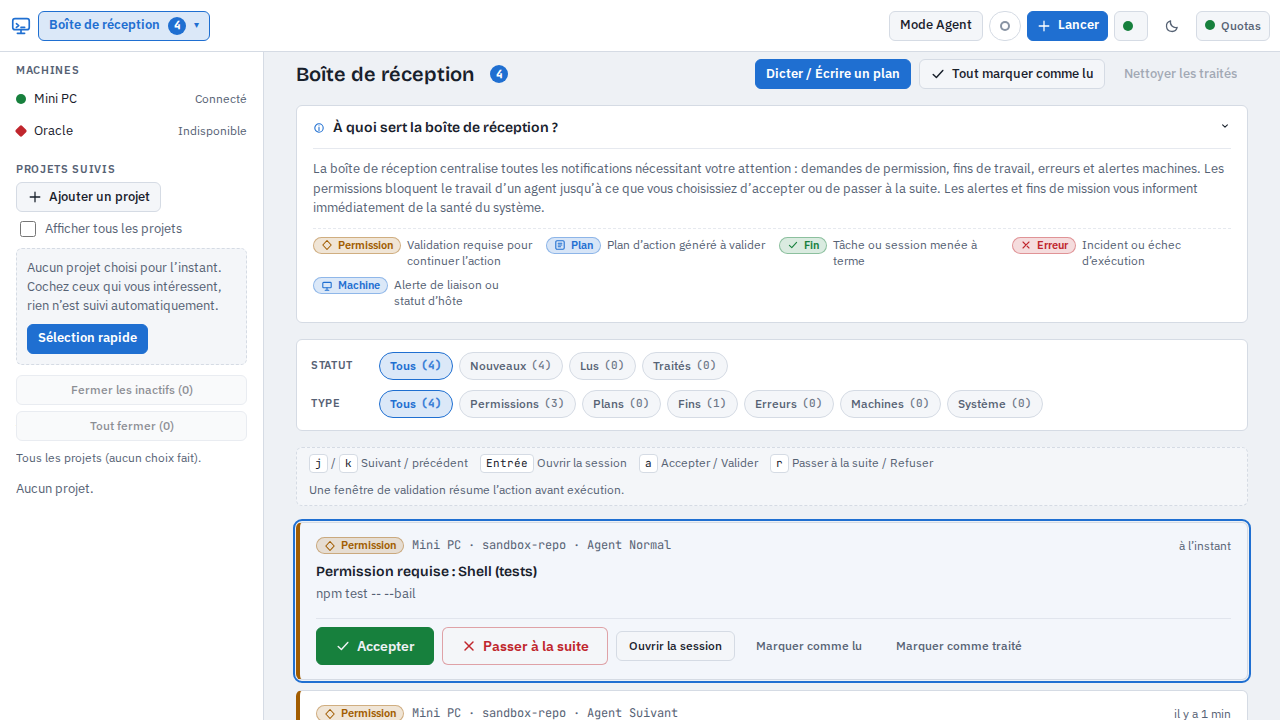 Boîte de réception 4
Mode Agent
Lancer
Quotas
MACHINES
Mini PC Connecté
Oracle Indisponible
PROJETS SUIVIS
Ajouter un projet
Afficher tous les projets
Aucun projet choisi pour l’instant.
Cochez ceux qui vous intéressent,
rien n’est suivi automatiquement.
Sélection rapide
Fermer les inactifs (0)
Tout fermer (0)
Tous les projets (aucun choix fait).
Aucun projet.
Boîte de réception 4
Dicter / Écrire un plan
Tout marquer comme lu
Nettoyer les traités
À quoi sert la boîte de réception ?
La boîte de réception centralise toutes les notifications nécessitant votre attention : demandes de permission, fins de travail, erreurs et alertes machines. Les
permissions bloquent le travail d’un agent jusqu’à ce que vous choisissiez d’accepter ou de passer à la suite. Les alertes et fins de mission vous informent
immédiatement de la santé du système.
Permission Validation requise pour
continuer l’action
Plan Plan d’action généré à valider
Fin Tâche ou session menée à
terme
Erreur Incident ou échec
d’exécution
Machine Alerte de liaison ou
statut d’hôte
STATUT Tous (4) Nouveaux (4) Lus (0) Traités (0)
TYPE Tous (4) Permissions (3) Plans (0) Fins (1) Erreurs (0) Machines (0) Système (0)
j / k Suivant / précédent Entrée Ouvrir la session a Accepter / Valider r Passer à la suite / Refuser
Une fenêtre de validation résume l’action avant exécution.
Permission Mini PC · sandbox-repo · Agent Normal à l’instant
Permission requise : Shell (tests)
npm test -- --bail
Accepter Passer à la suite Ouvrir la session Marquer comme lu Marquer comme traité
Permission Mini PC · sandbox-repo · Agent Suivant il y a 1 min